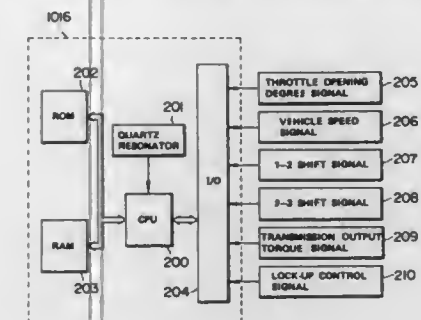 1016
202
ROM
201
QUARTZ
RESONATOR
CPU
200
RAM
203
I/O
204
THROTTLE OPENING
DEGREE SIGNAL
205
VEHICLE SPEED
SIGNAL
206
1-2 SHIFT SIGNAL
207
2-3 SHIFT SIGNAL
208
TRANSMISSION OUTPUT
TORQUE SIGNAL
209
LOCK-UP CONTROL
SIGNAL
210